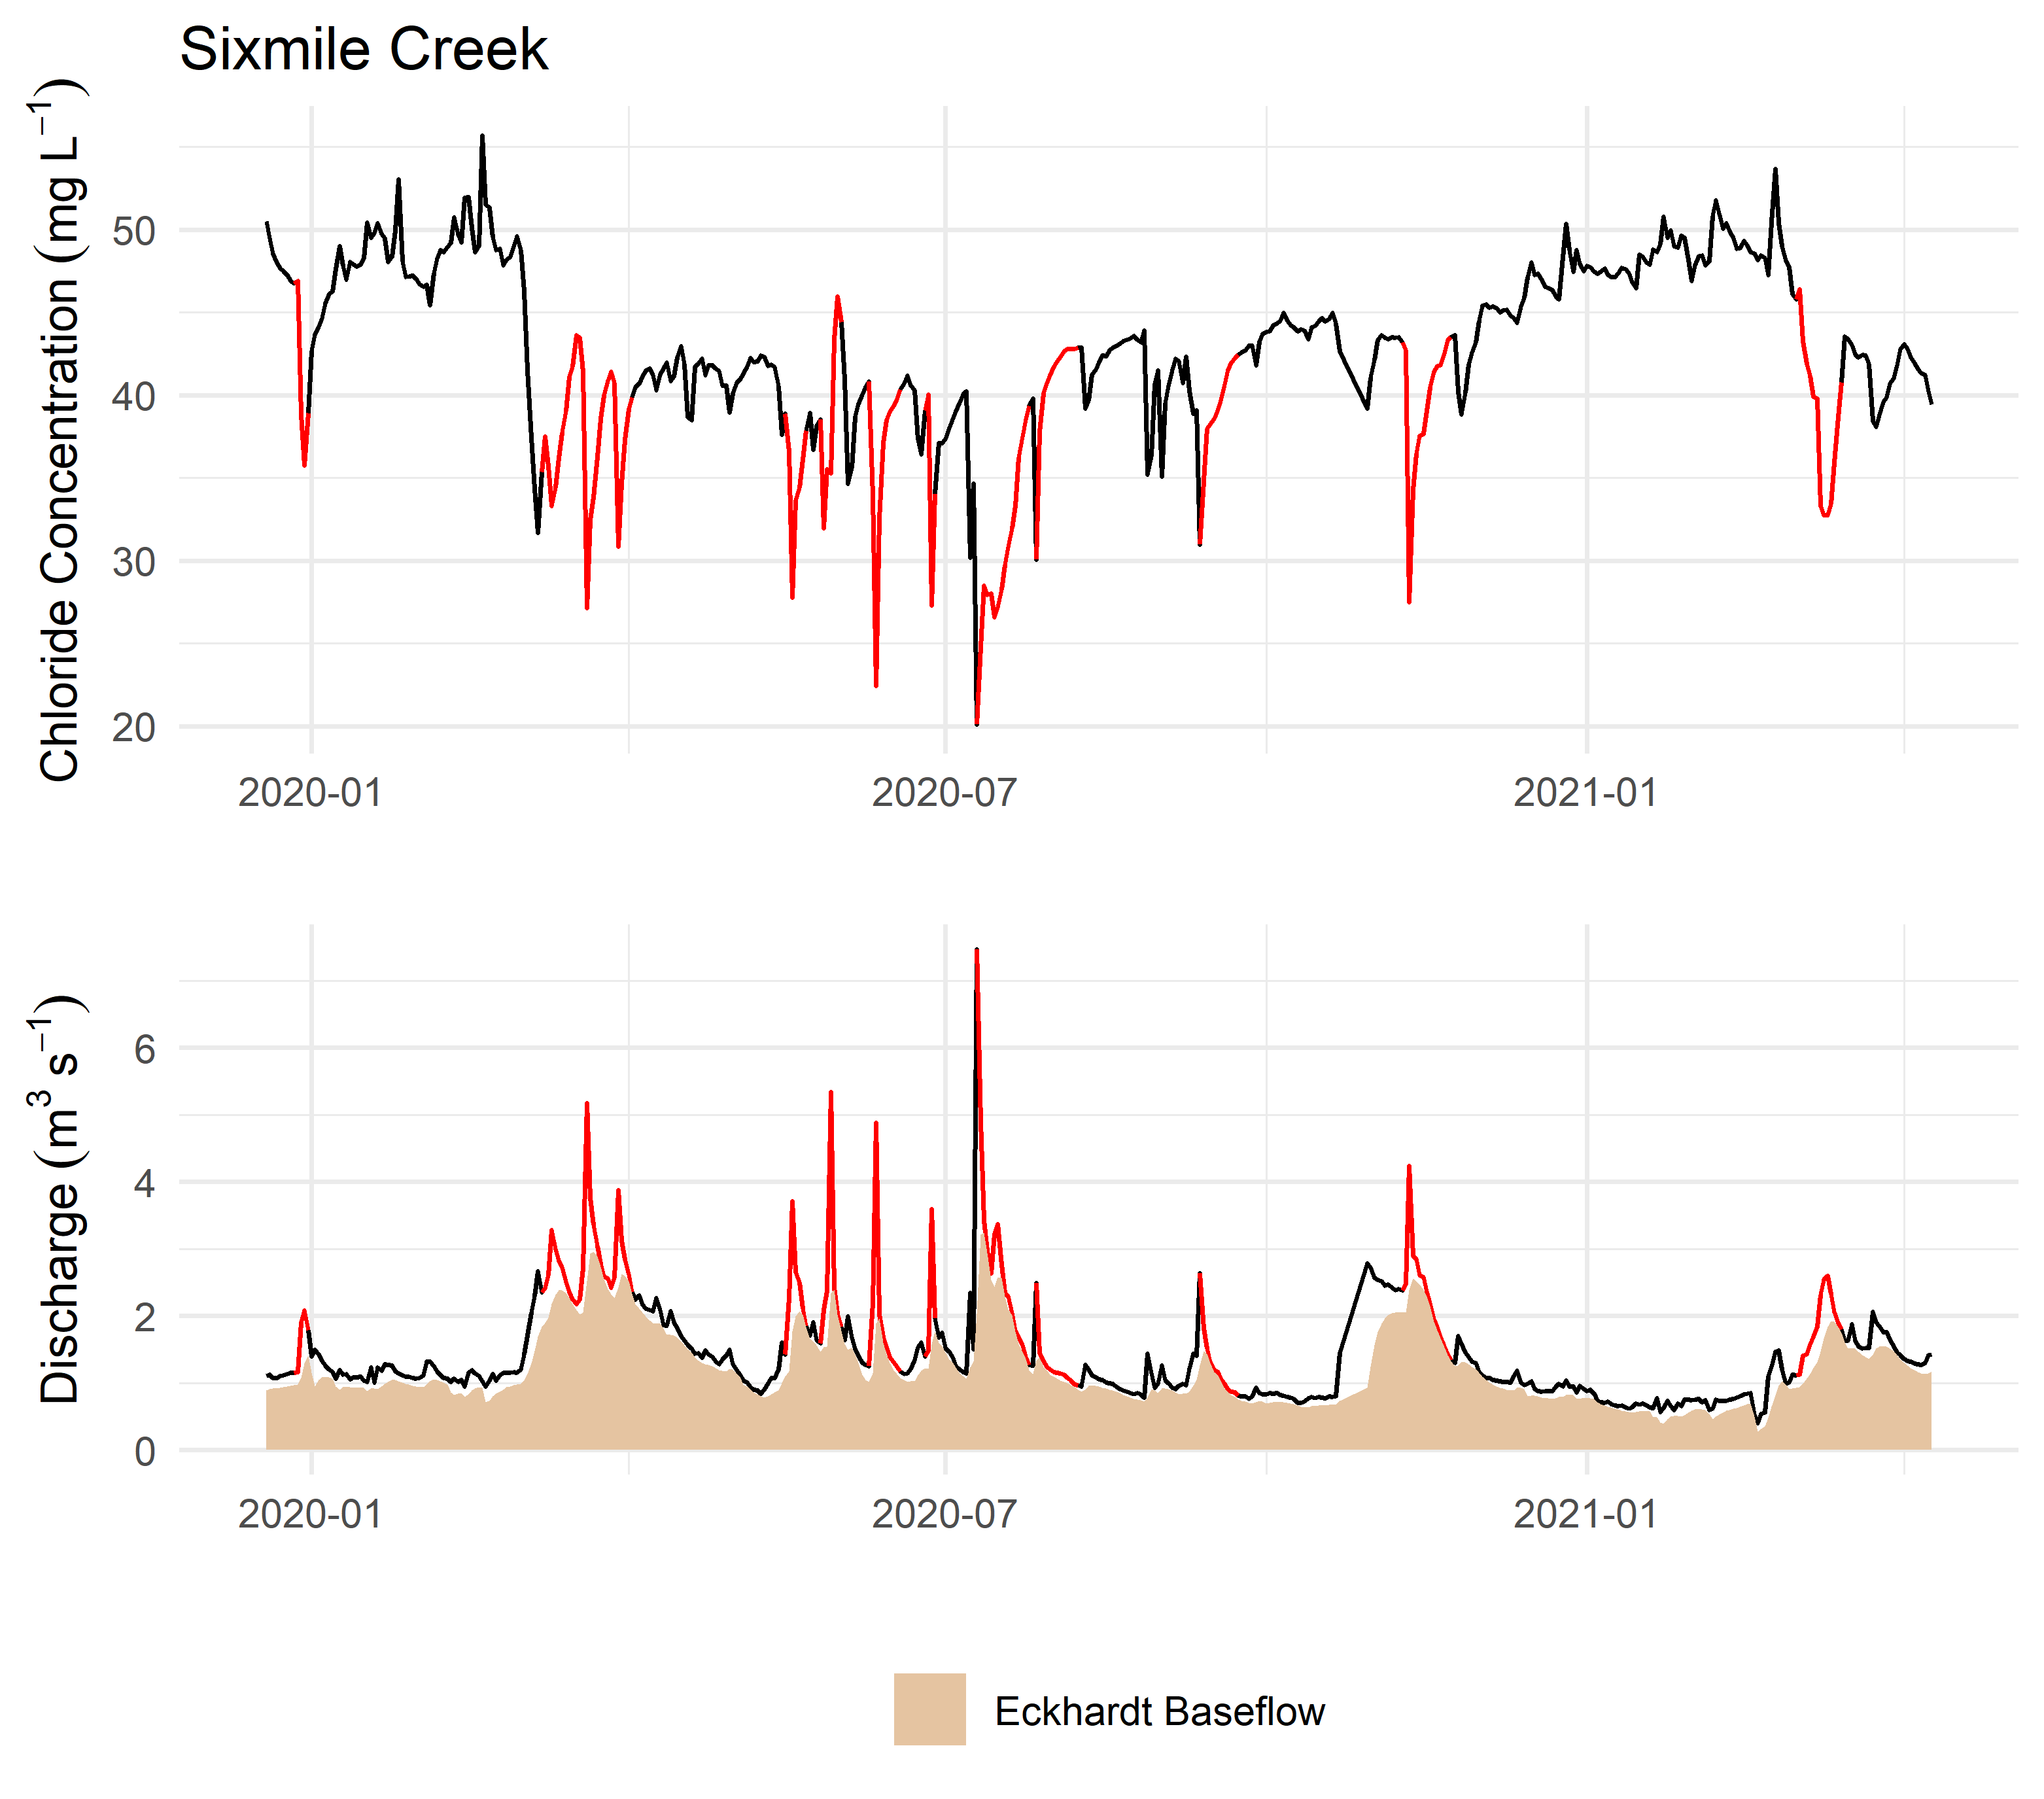 Sixmile Creek
Chloride Concentration (mg L⁻¹)
50
40
30
20
2020-01 2020-07 2021-01
Discharge (m³ s⁻¹)
6
4
2
0
2020-01 2020-07 2021-01
Eckhardt Baseflow